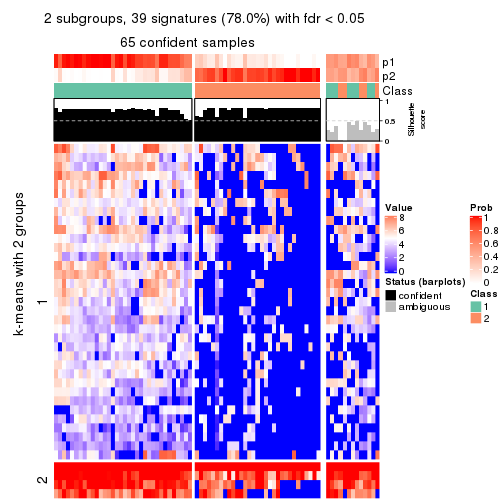 2 subgroups, 39 signatures (78.0%) with fdr < 0.05
65 confident samples
p1
p2
Class
1
0.5
0
Silhouette
score
k-means with 2 groups
1
2
Value
8
6
4
2
0
Status (barplots)
confident
ambiguous
Prob
1
0.8
0.6
0.4
0.2
0
Class
1
2